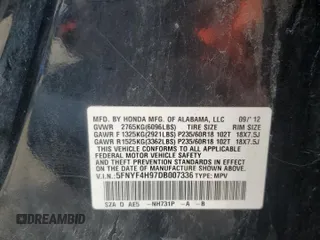 MFD. BY HONDA MFG. OF ALABAMA, LLC 09/'12
GVWR 2765KG(6096LBS) TIRE SIZE RIM SIZE
GAWR F 1325KG(2921LBS) P235/60R18 102T 18X7.5J
GAWR R 1525KG(3362LBS) P235/60R18 102T 18X7.5J
THIS VEHICLE CONFORMS TO ALL APPLICABLE
FEDERAL MOTOR VEHICLE SAFETY AND
THEFT PREVENTION STANDARDS IN EFFECT ON
THE DATE OF MANUFACTURE SHOWN ABOVE.
V.I.N.: 5FNYF4H97DB007336 TYPE: MPV
SZA D AE5 -NH731P -A -B